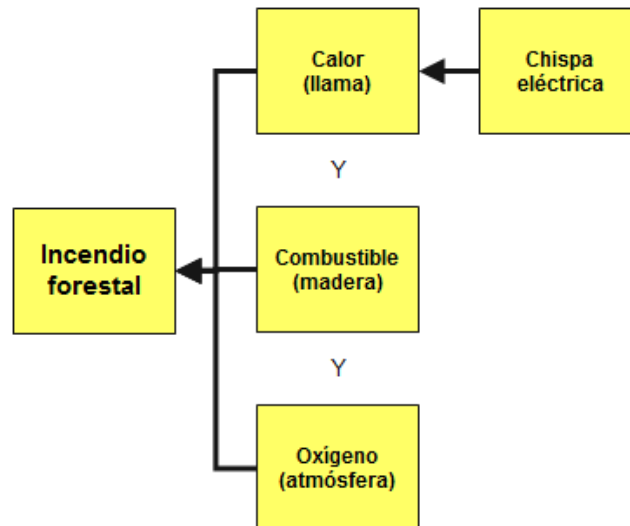 Calor
(llama)
Chispa
eléctrica
Y
Incendio
forestal
Combustible
(madera)
Y
Oxígeno
(atmósfera)